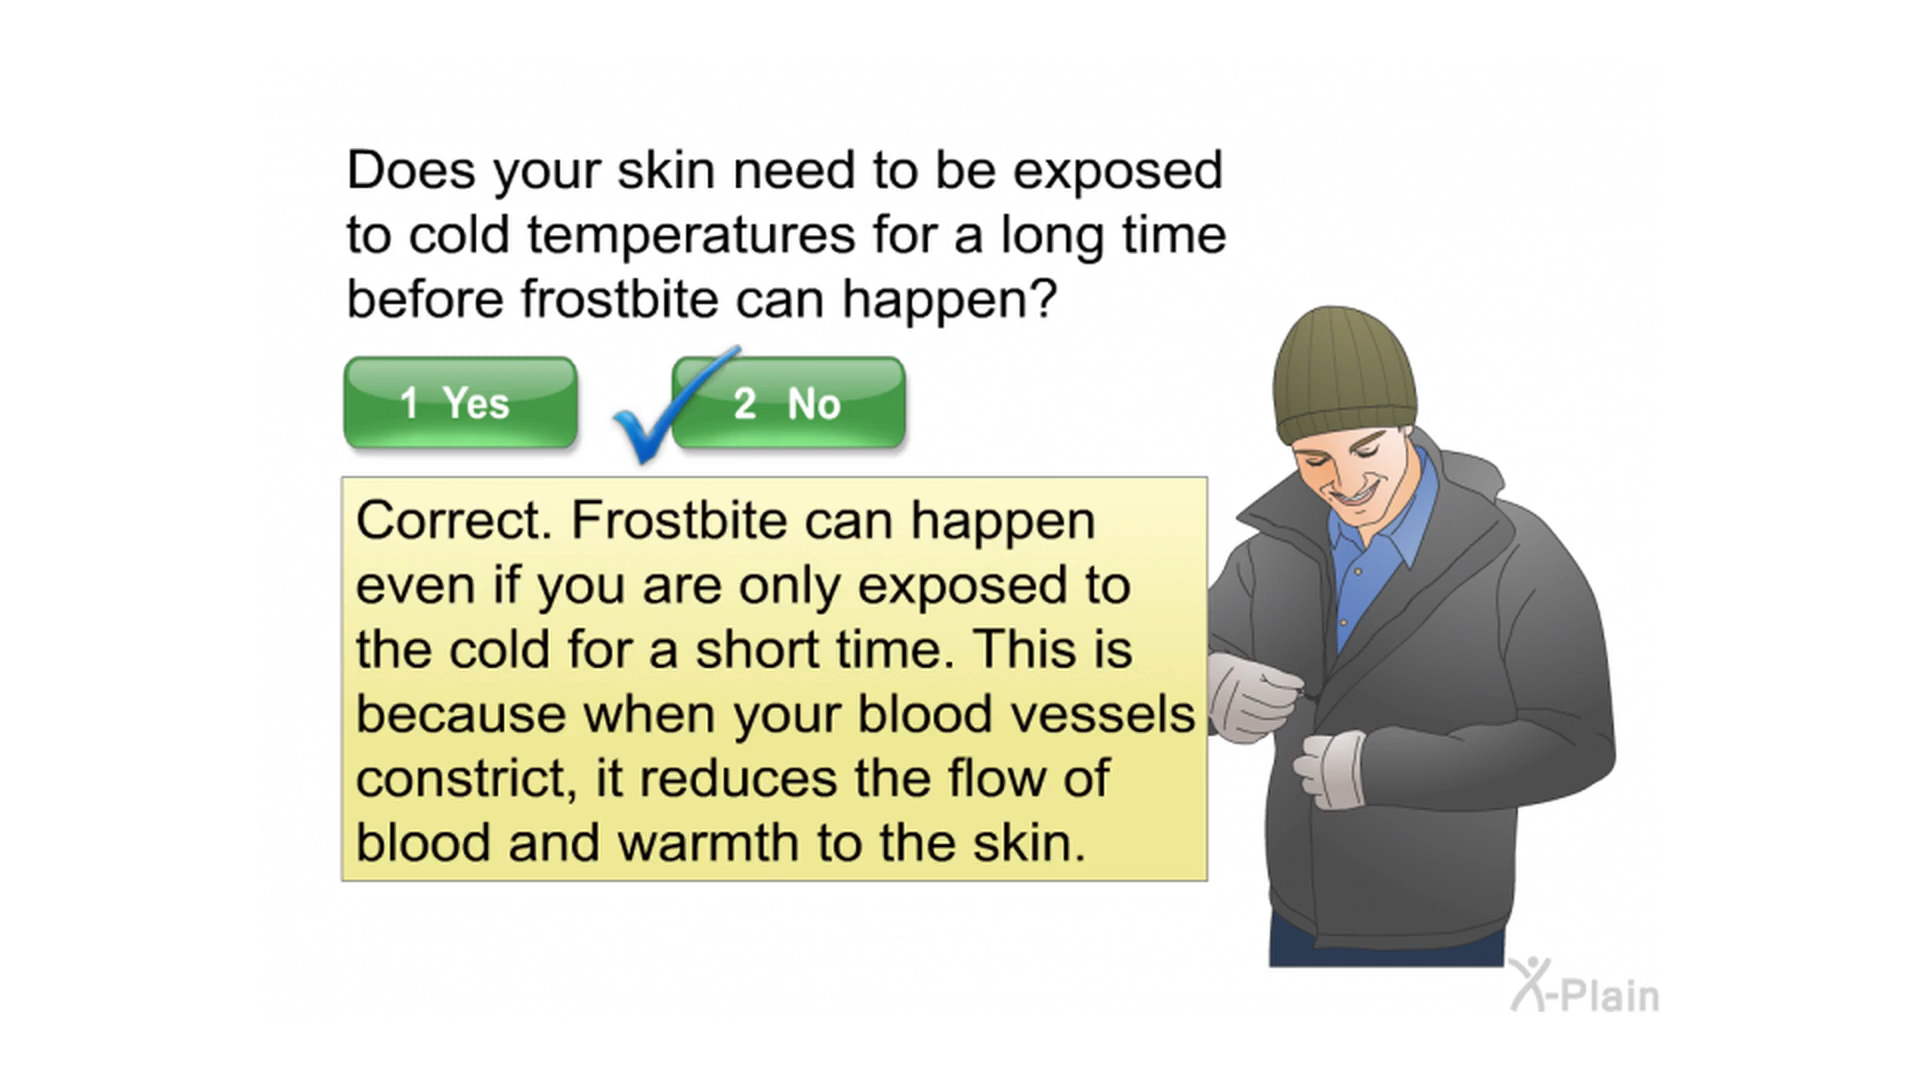 Does your skin need to be exposed
to cold temperatures for a long time
before frostbite can happen?
1 Yes
2 No
Correct. Frostbite can happen
even if you are only exposed to
the cold for a short time. This is
because when your blood vessels
constrict, it reduces the flow of
blood and warmth to the skin.
X-Plain